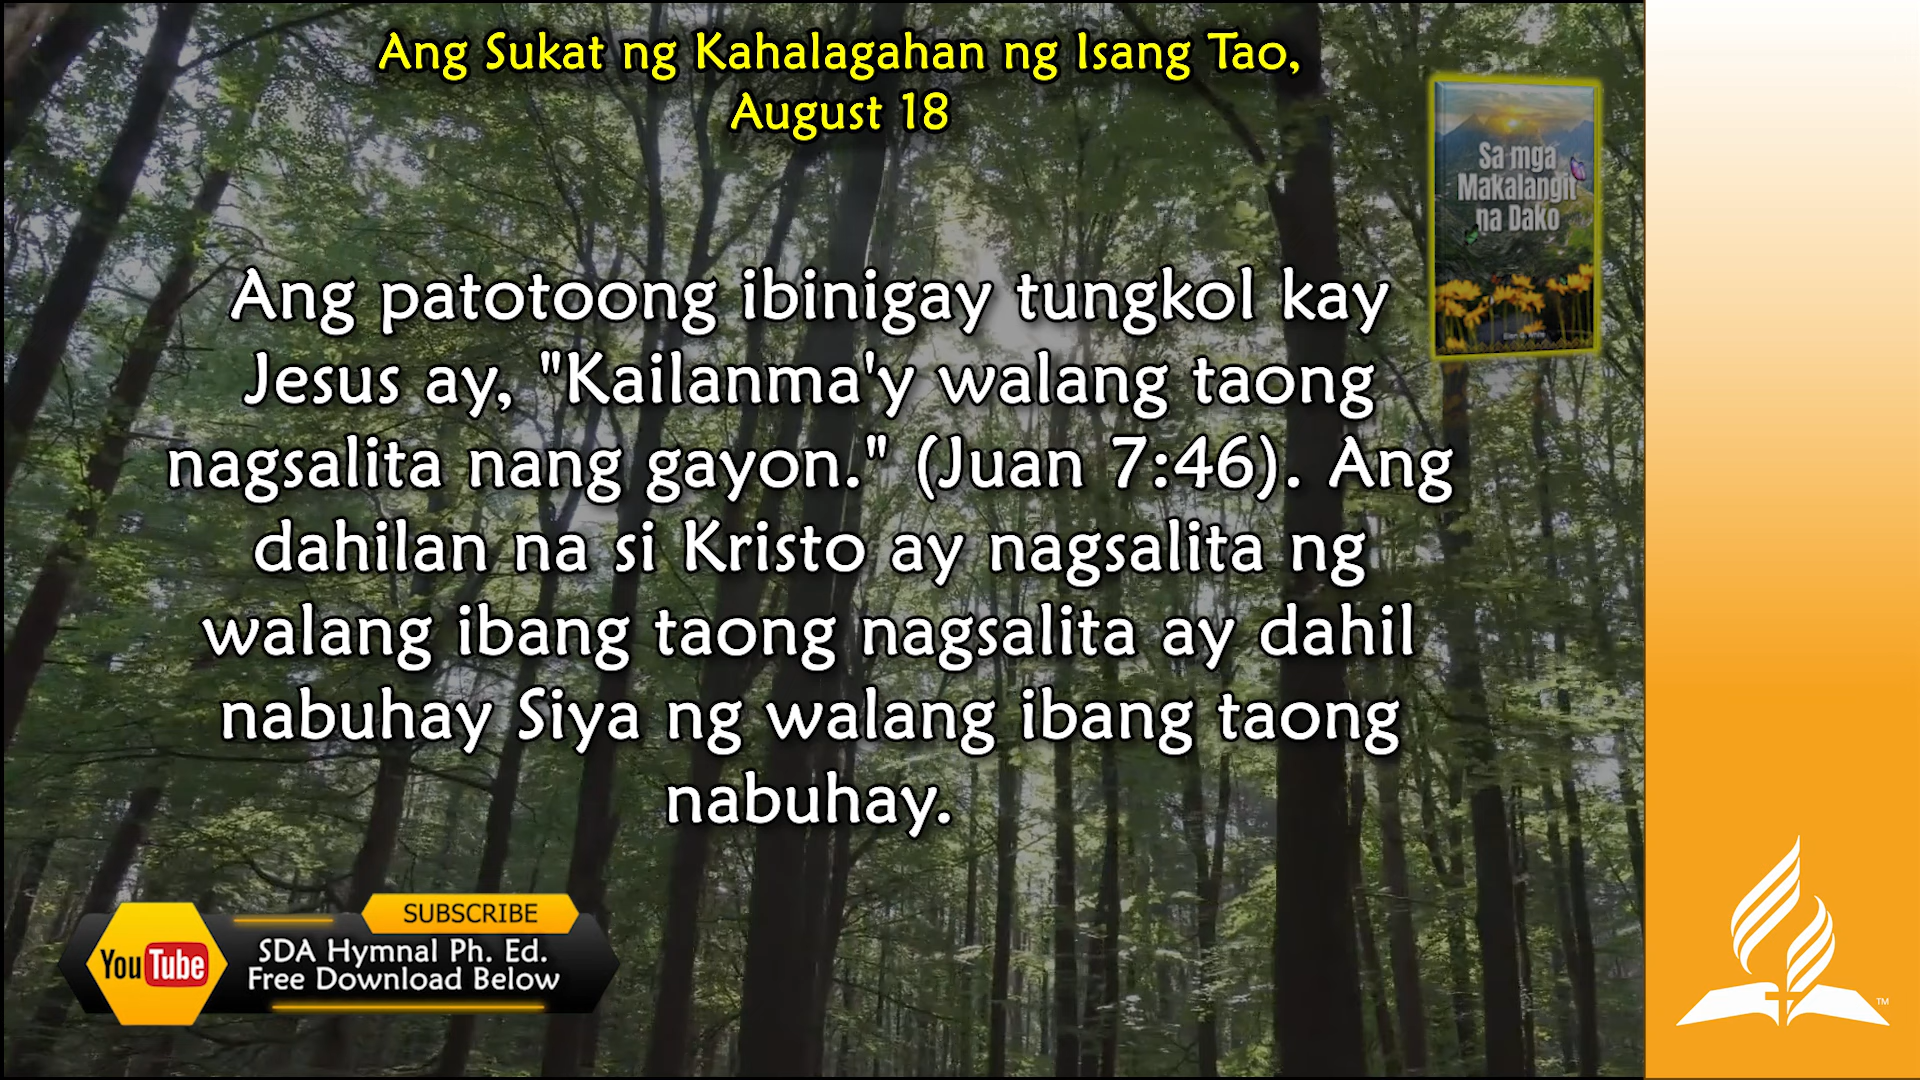 Ang Sukat ng Kahalagahan ng Isang Tao,
August 18
Sa mga
Makalangit
na Dako
Ang patotoong ibinigay tungkol kay
Jesus ay, "Kailanma'y walang taong
nagsalita nang gayon." (Juan 7:46). Ang
dahilan na si Kristo ay nagsalita ng
walang ibang taong nagsalita ay dahil
nabuhay Siya ng walang ibang taong
nabuhay.
SUBSCRIBE
YouTube
SDA Hymnal Ph. Ed.
Free Download Below
TM